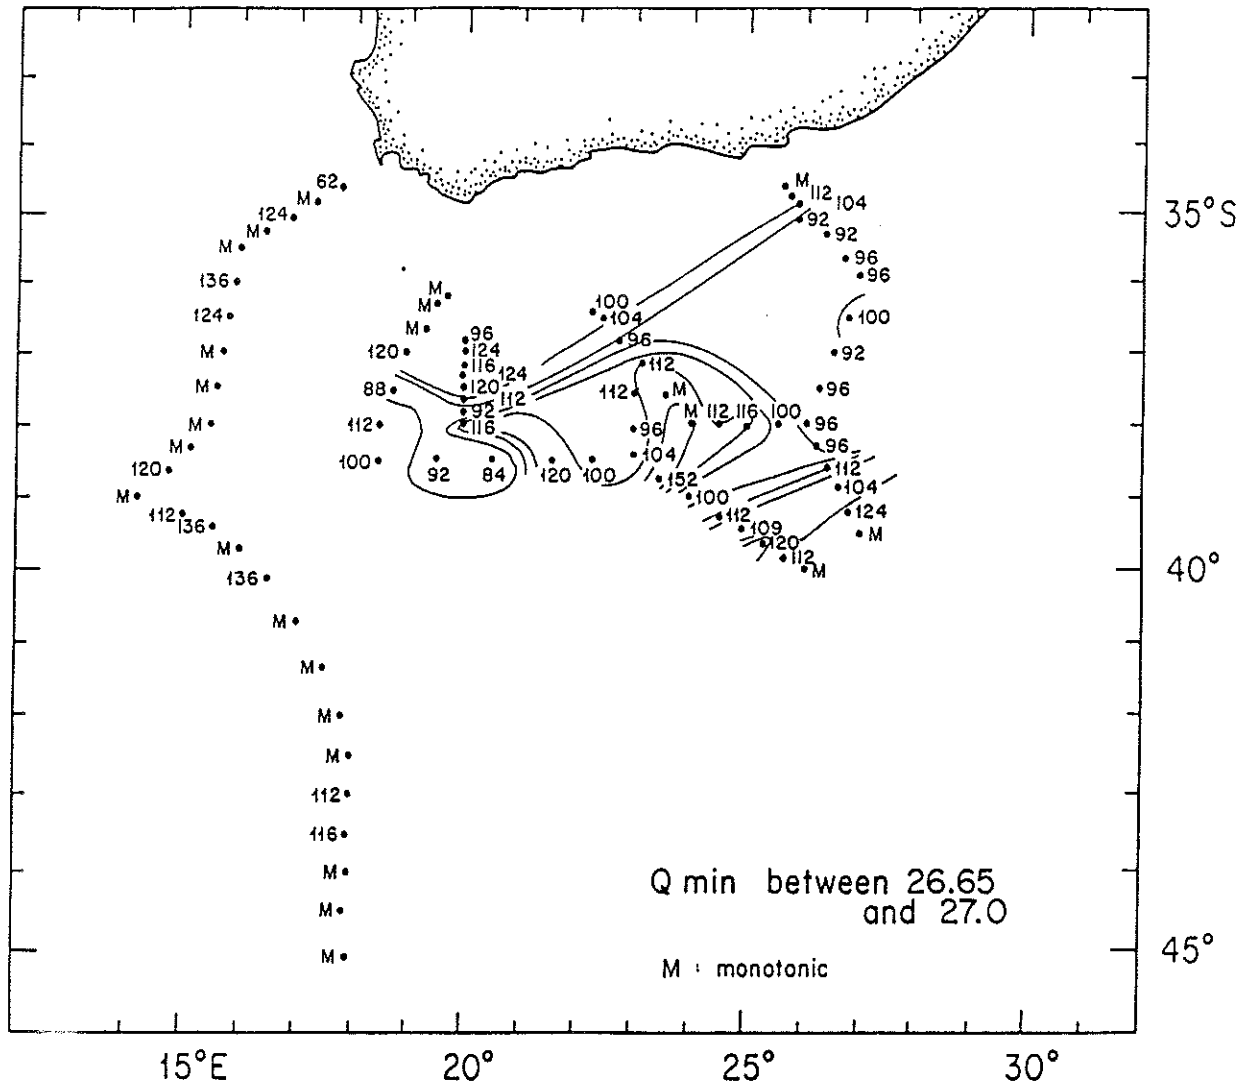 62
M
M
112
104
124
M
92
92
M
96
96
136
M
M
100
124
104
100
M
96
96
M
120
124
92
116
112
124
M
120
88
112
M
96
112
92
M
112
116
100
96
M
112
116
96
96
M
104
112
100
92
84
120
100
120
152
104
M
100
112
136
112
124
109
M
M
120
112
136
M
M
M
M
M
112
116
M
M
M
35°S
40°
45°
Q min between 26.65
and 27.0
M : monotonic
15°E
20°
25°
30°